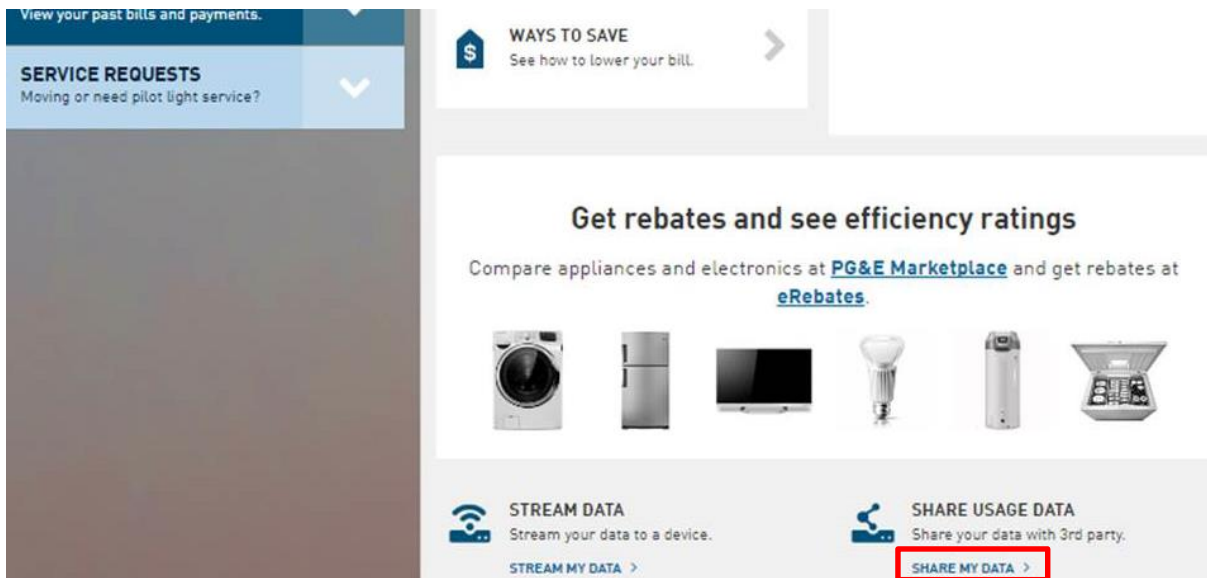 View your past bills and payments.
SERVICE REQUESTS
Moving or need pilot light service?
WAYS TO SAVE
See how to lower your bill.
Get rebates and see efficiency ratings
Compare appliances and electronics at PG&E Marketplace and get rebates at
eRebates.
STREAM DATA
Stream your data to a device.
STREAM MY DATA >
SHARE USAGE DATA
Share your data with 3rd party.
SHARE MY DATA >